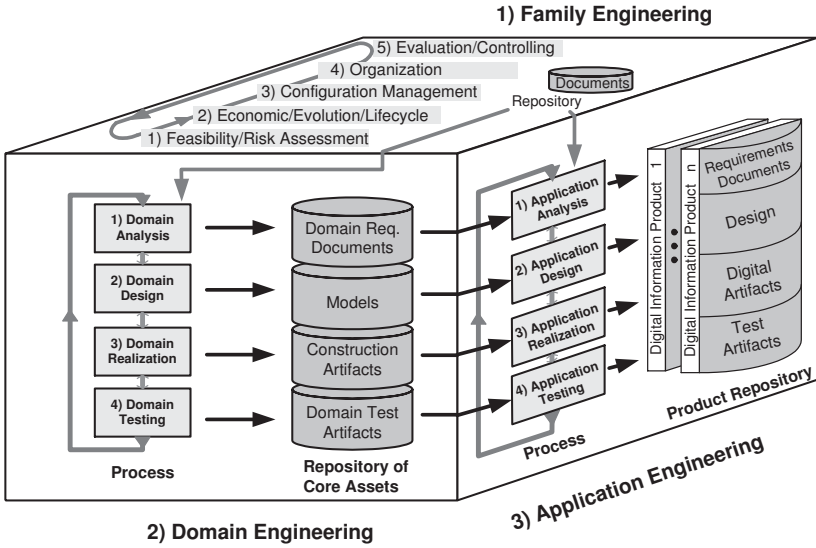 1) Family Engineering
5) Evaluation/Controlling
4) Organization
3) Configuration Management
2) Economic/Evolution/Lifecycle
1) Feasibility/Risk Assessment
Documents
Repository
1) Domain
Analysis
2) Domain
Design
3) Domain
Realization
4) Domain
Testing
Process
Domain Req.
Documents
Models
Construction
Artifacts
Domain Test
Artifacts
Repository of
Core Assets
2) Domain Engineering
1) Application
Analysis
2) Application
Design
3) Application
Realization
4) Application
Testing
Process
Digital Information Product 1
Digital Information Product n
Requirements
Documents
Design
Digital
Artifacts
Test
Artifacts
Product Repository
3) Application Engineering